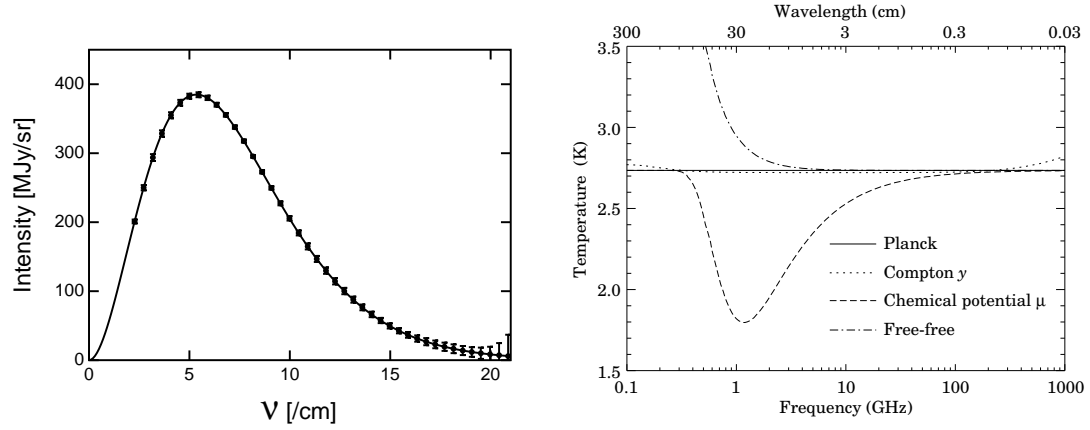 Intensity [MJy/sr]
400
300
200
100
0
0
5
10
15
20
ν [/cm]
Wavelength (cm)
300
30
3
0.3
0.03
Temperature (K)
3.5
3.0
2.5
2.0
1.5
Planck
Compton y
Chemical potential μ
Free-free
0.1
1
10
100
1000
Frequency (GHz)